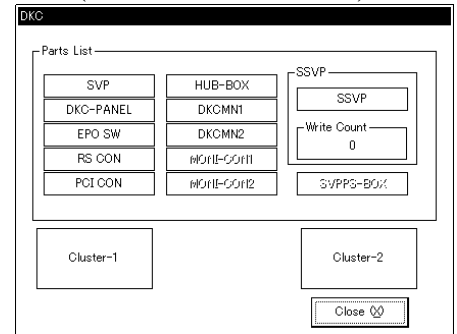 DKC
Parts List
SVP
HUB-BOX
SSVP
SSVP
DKC-PANEL
DKCMN1
EPO SW
DKCMN2
Write Count
0
RS CON
MONI-CON1
PCI CON
MONI-CON2
SVPPS-BOX
Cluster-1
Cluster-2
Close (X)